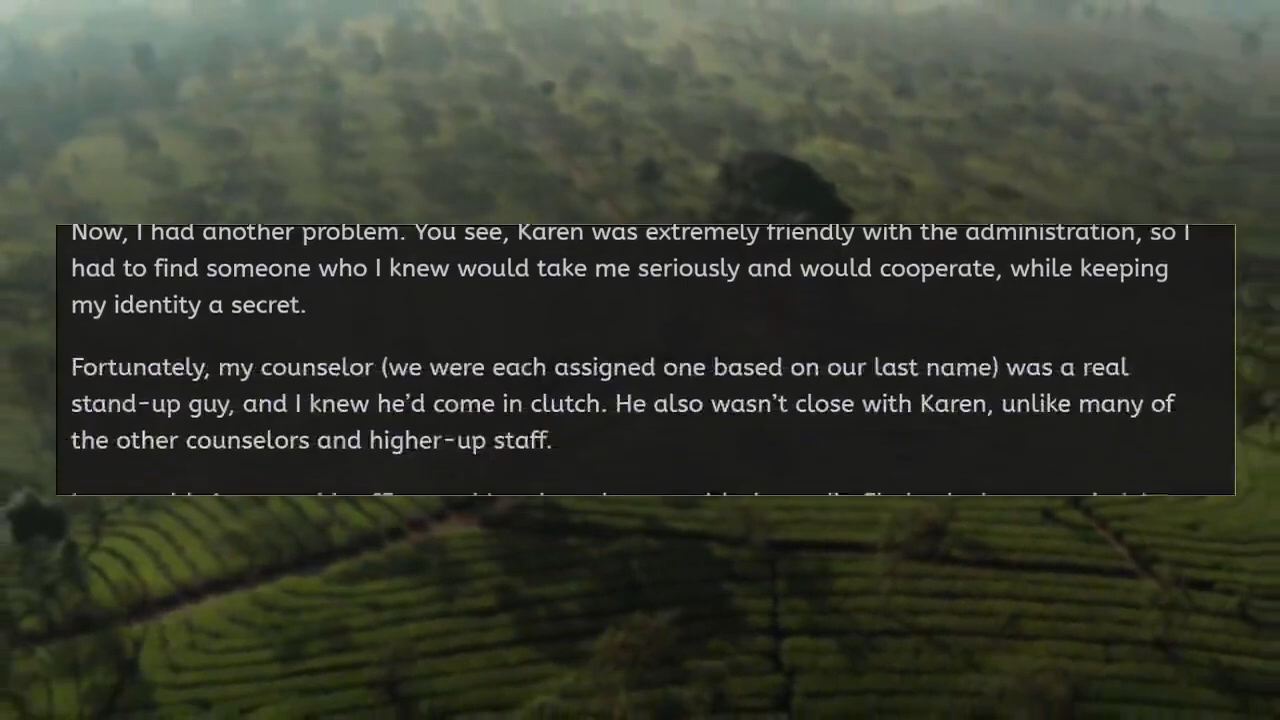 Now, I had another problem. You see, Karen was extremely friendly with the administration, so I
had to find someone who I knew would take me seriously and would cooperate, while keeping
my identity a secret.
Fortunately, my counselor (we were each assigned one based on our last name) was a real
stand-up guy, and I knew he’d come in clutch. He also wasn’t close with Karen, unlike many of
the other counselors and higher-up staff.